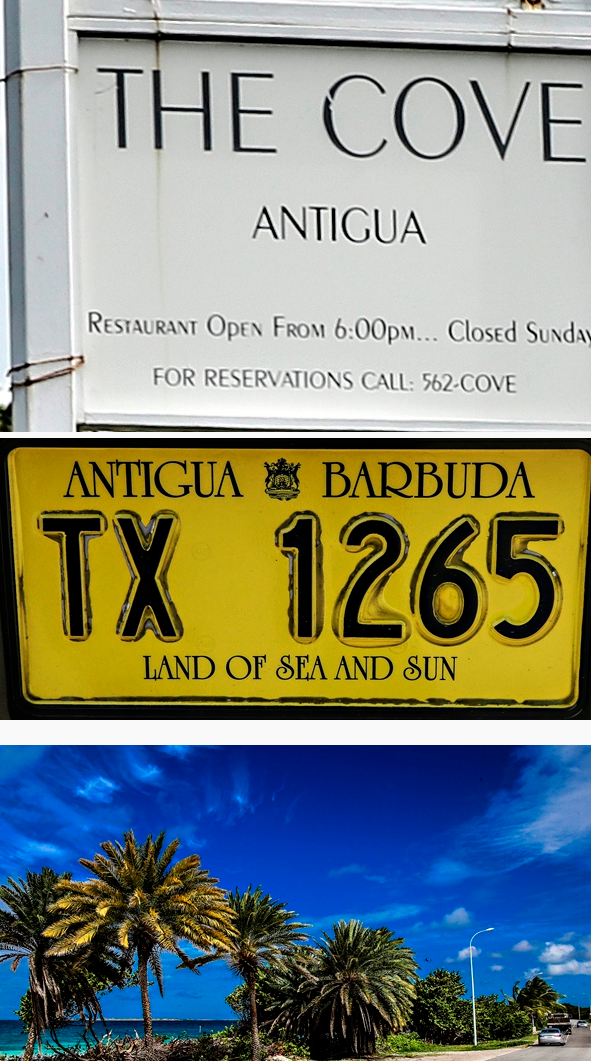 THE COVE
ANTIGUA
Restaurant Open From 6:00pm... Closed Sunday
FOR RESERVATIONS CALL: 562-COVE
ANTIGUA BARBUDA
TX 1265
LAND OF SEA AND SUN